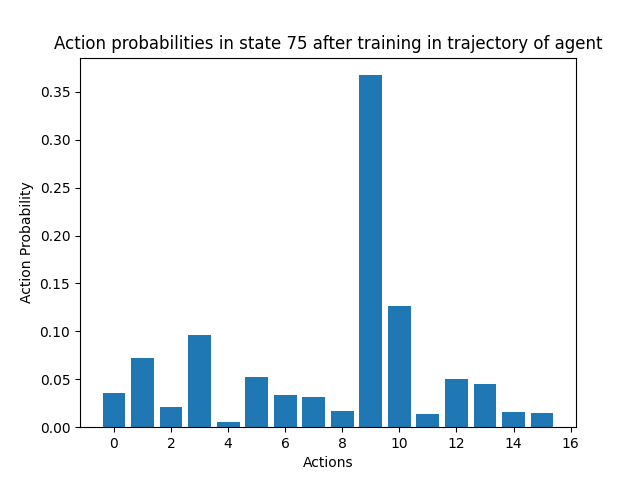 Action probabilities in state 75 after training in trajectory of agent
0.35
0.30
0.25
0.20
0.15
0.10
0.05
0.00
Action Probability
0 2 4 6 8 10 12 14 16
Actions